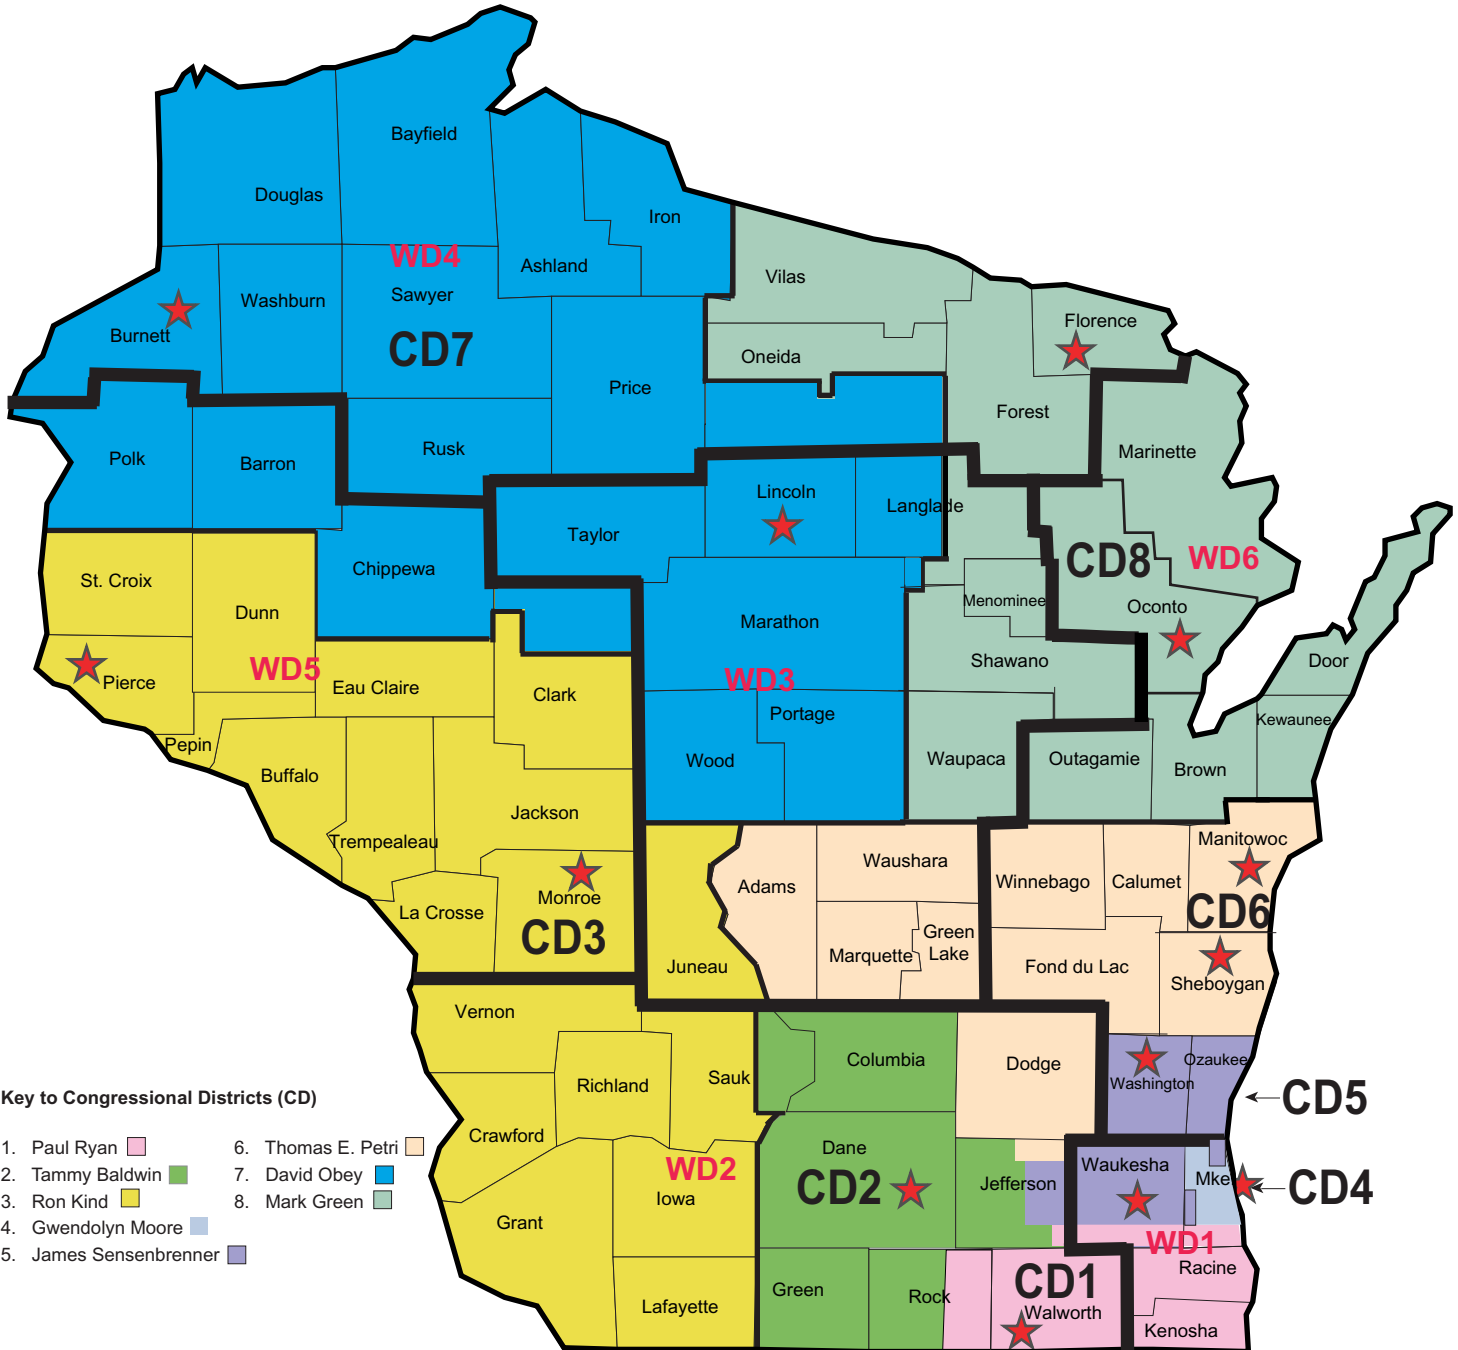 Bayfield
Douglas
Iron
WD4
Ashland
Vilas
Washburn
Sawyer
Burnett
Florence
CD7
Oneida
Price
Forest
Polk
Barron
Rusk
Marinette
Lincoln
Langlade
Taylor
CD8
WD6
Chippewa
St. Croix
Menominee
Oconto
Dunn
Marathon
Shawano
Door
WD5
Pierce
Eau Claire
Clark
WD3
Portage
Kewaunee
Pepin
Buffalo
Wood
Waupaca
Outagamie
Brown
Jackson
Trempealeau
Manitowoc
Waushara
Adams
Winnebago
Calumet
Monroe
La Crosse
CD6
CD3
Green
Lake
Marquette
Juneau
Fond du Lac
Sheboygan
Vernon
Columbia
Dodge
Ozaukee
Richland
Sauk
Washington
Key to Congressional Districts (CD)
CD5
Crawford
1. Paul Ryan
2. Tammy Baldwin
3. Ron Kind
4. Gwendolyn Moore
5. James Sensenbrenner
6. Thomas E. Petri
7. David Obey
8. Mark Green
Dane
WD2
Waukesha
Mke
CD2
Jefferson
CD4
Iowa
Grant
WD1
Racine
CD1
Green
Rock
Lafayette
Walworth
Kenosha